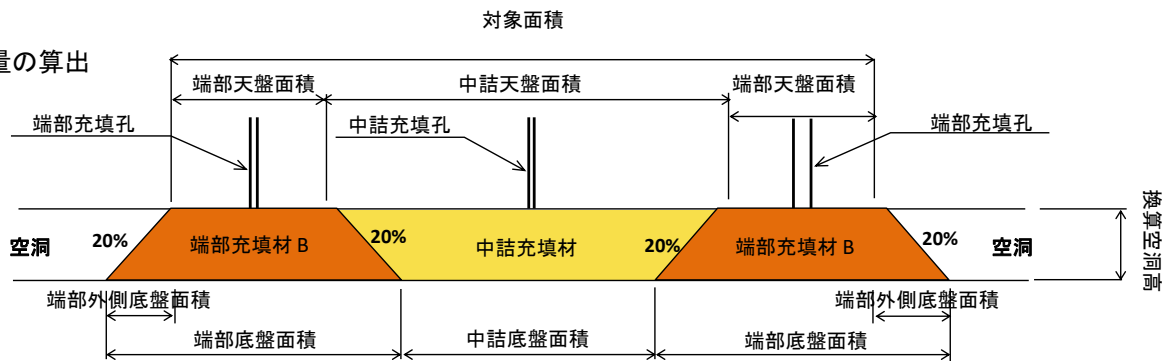 対象面積
量の算出
端部天盤面積
中詰天盤面積
端部天盤面積
端部充填孔
中詰充填孔
端部充填孔
空洞
20%
端部充填材 B
20%
中詰充填材
20%
端部充填材 B
20%
空洞
換算空洞高
端部外側底盤面積
端部外側底盤面積
端部底盤面積
中詰底盤面積
端部底盤面積